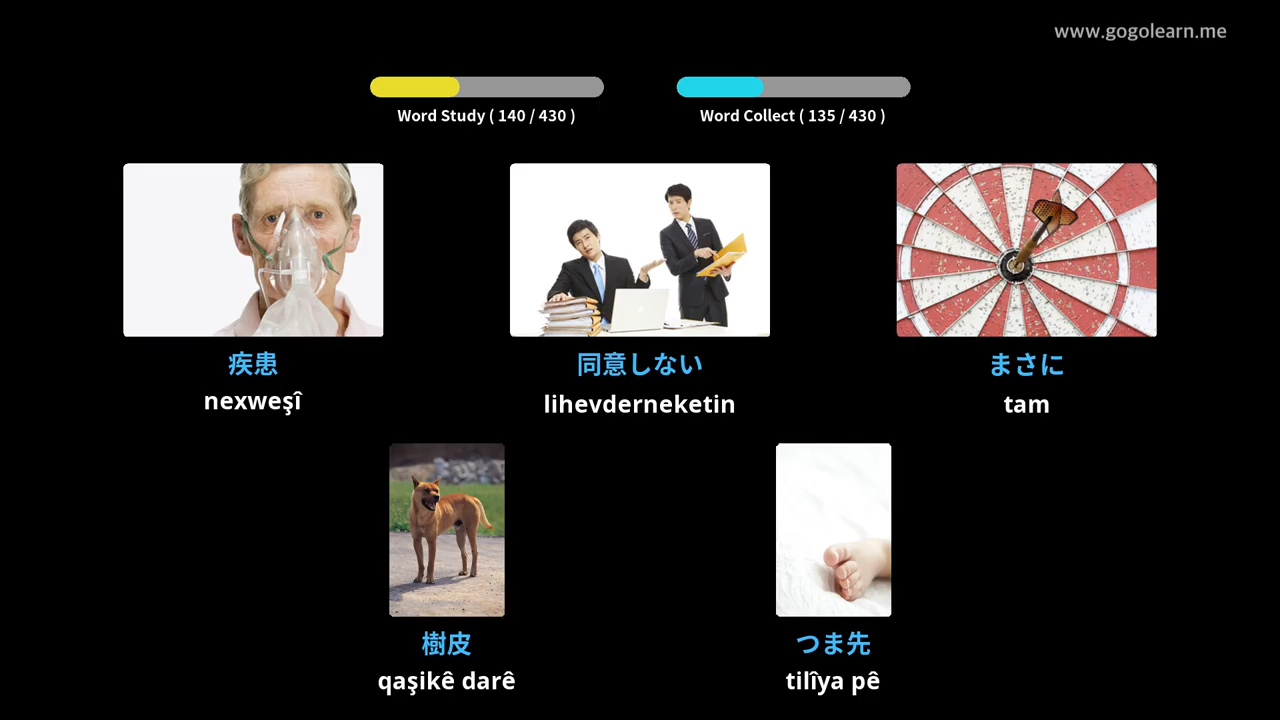 www.gogolearn.me
Word Study ( 140 / 430 )
Word Collect ( 135 / 430 )
疾患
nexweşî
同意しない
lihevderneketin
まさに
tam
樹皮
qaşikê darê
つま先
tilîya pê